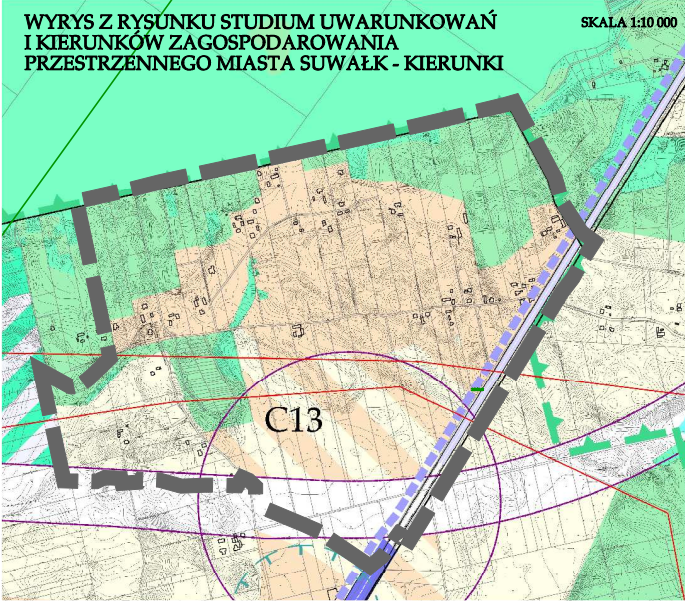 WYRYS Z RYSUNKU STUDIUM UWARUNKOWAŃ
I KIERUNKÓW ZAGOSPODAROWANIA
PRZESTRZENNEGO MIASTA SUWAŁK - KIERUNKI
SKALA 1:10 000
C13